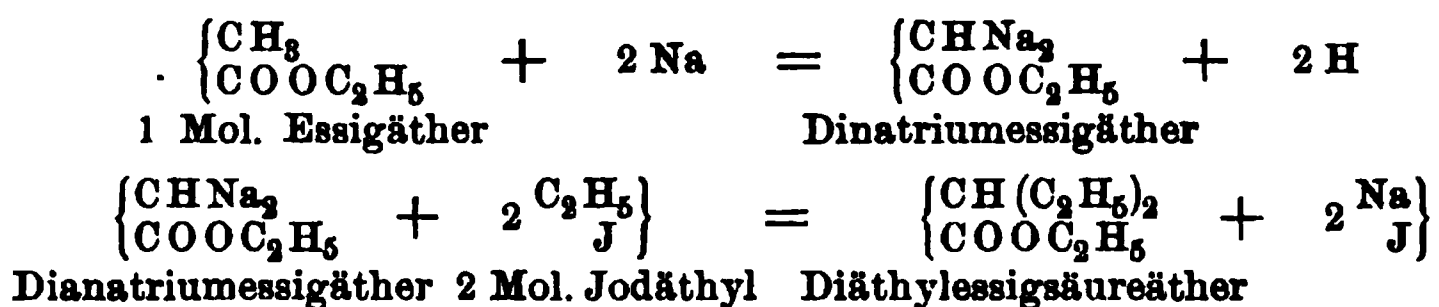 . {CH₃ + 2 Na = {CHNa₂ + 2 H
{COOC₂H₅ {COOC₂H₅
1 Mol. Essigäther Dinatriumessigäther
{CHNa₂ + 2 C₂H₅} = {CH(C₂H₅)₂ + 2 Na}
{COOC₂H₅ J} {COOC₂H₅ J}
Dianatriumessigäther 2 Mol. Jodäthyl Diäthylessigsäureäther